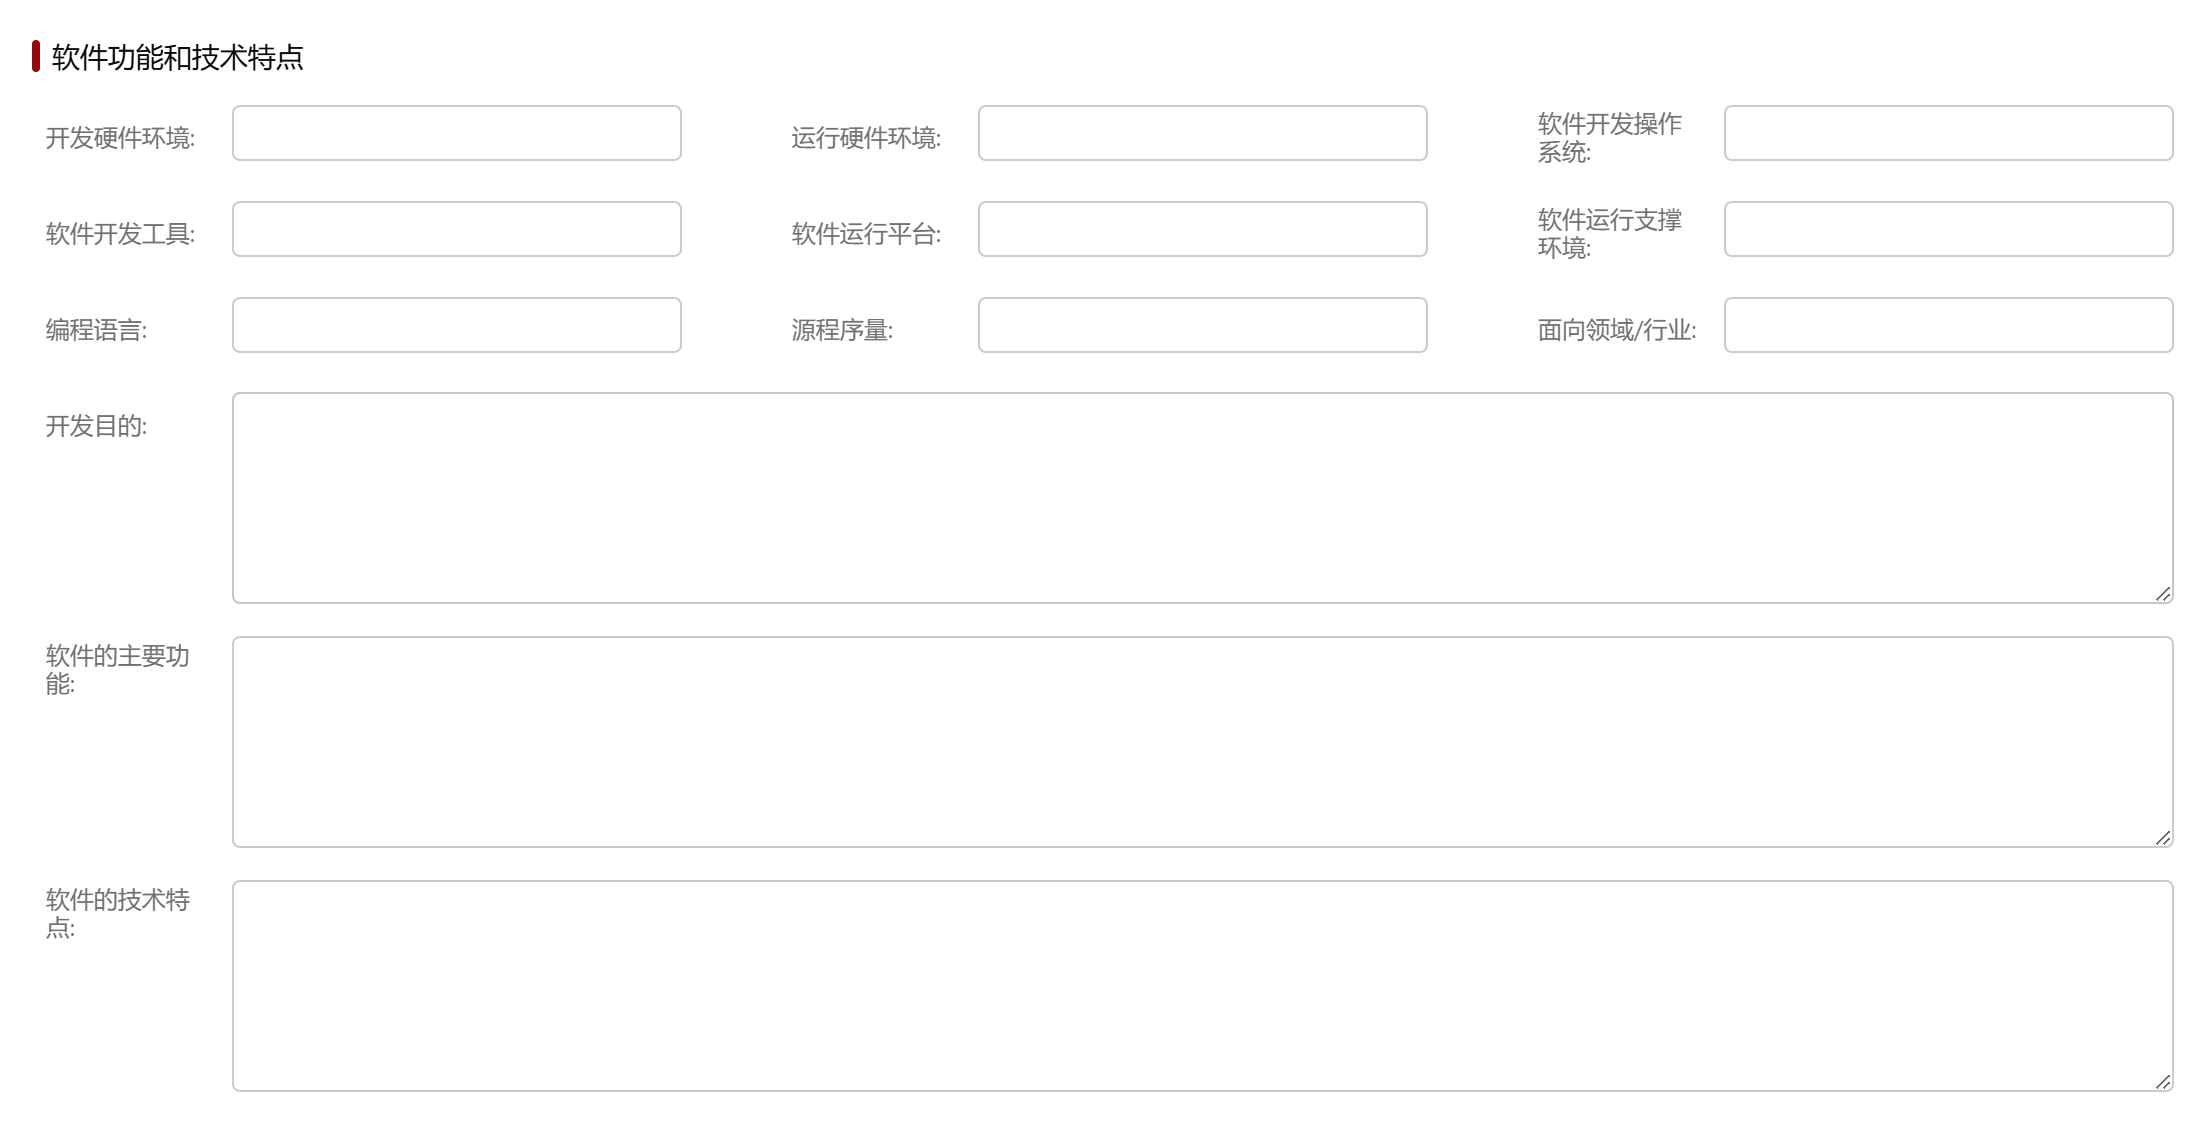 软件功能和技术特点
开发硬件环境:
运行硬件环境:
软件开发操作
系统:
软件开发工具:
软件运行平台:
软件运行支撑
环境:
编程语言:
源程序量:
面向领域/行业:
开发目的:
软件的主要功
能:
软件的技术特
点: